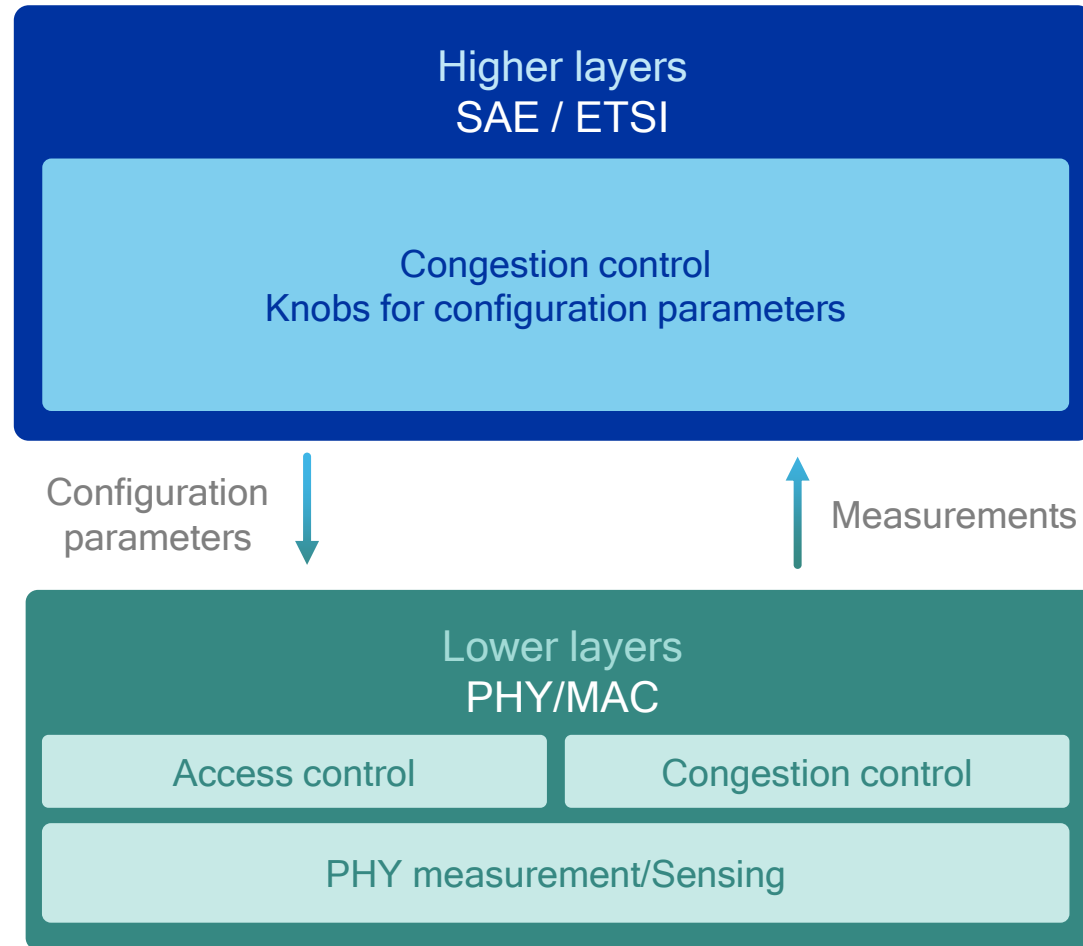 Higher layers
SAE / ETSI
Congestion control
Knobs for configuration parameters
Configuration
parameters
Measurements
Lower layers
PHY/MAC
Access control
Congestion control
PHY measurement/Sensing